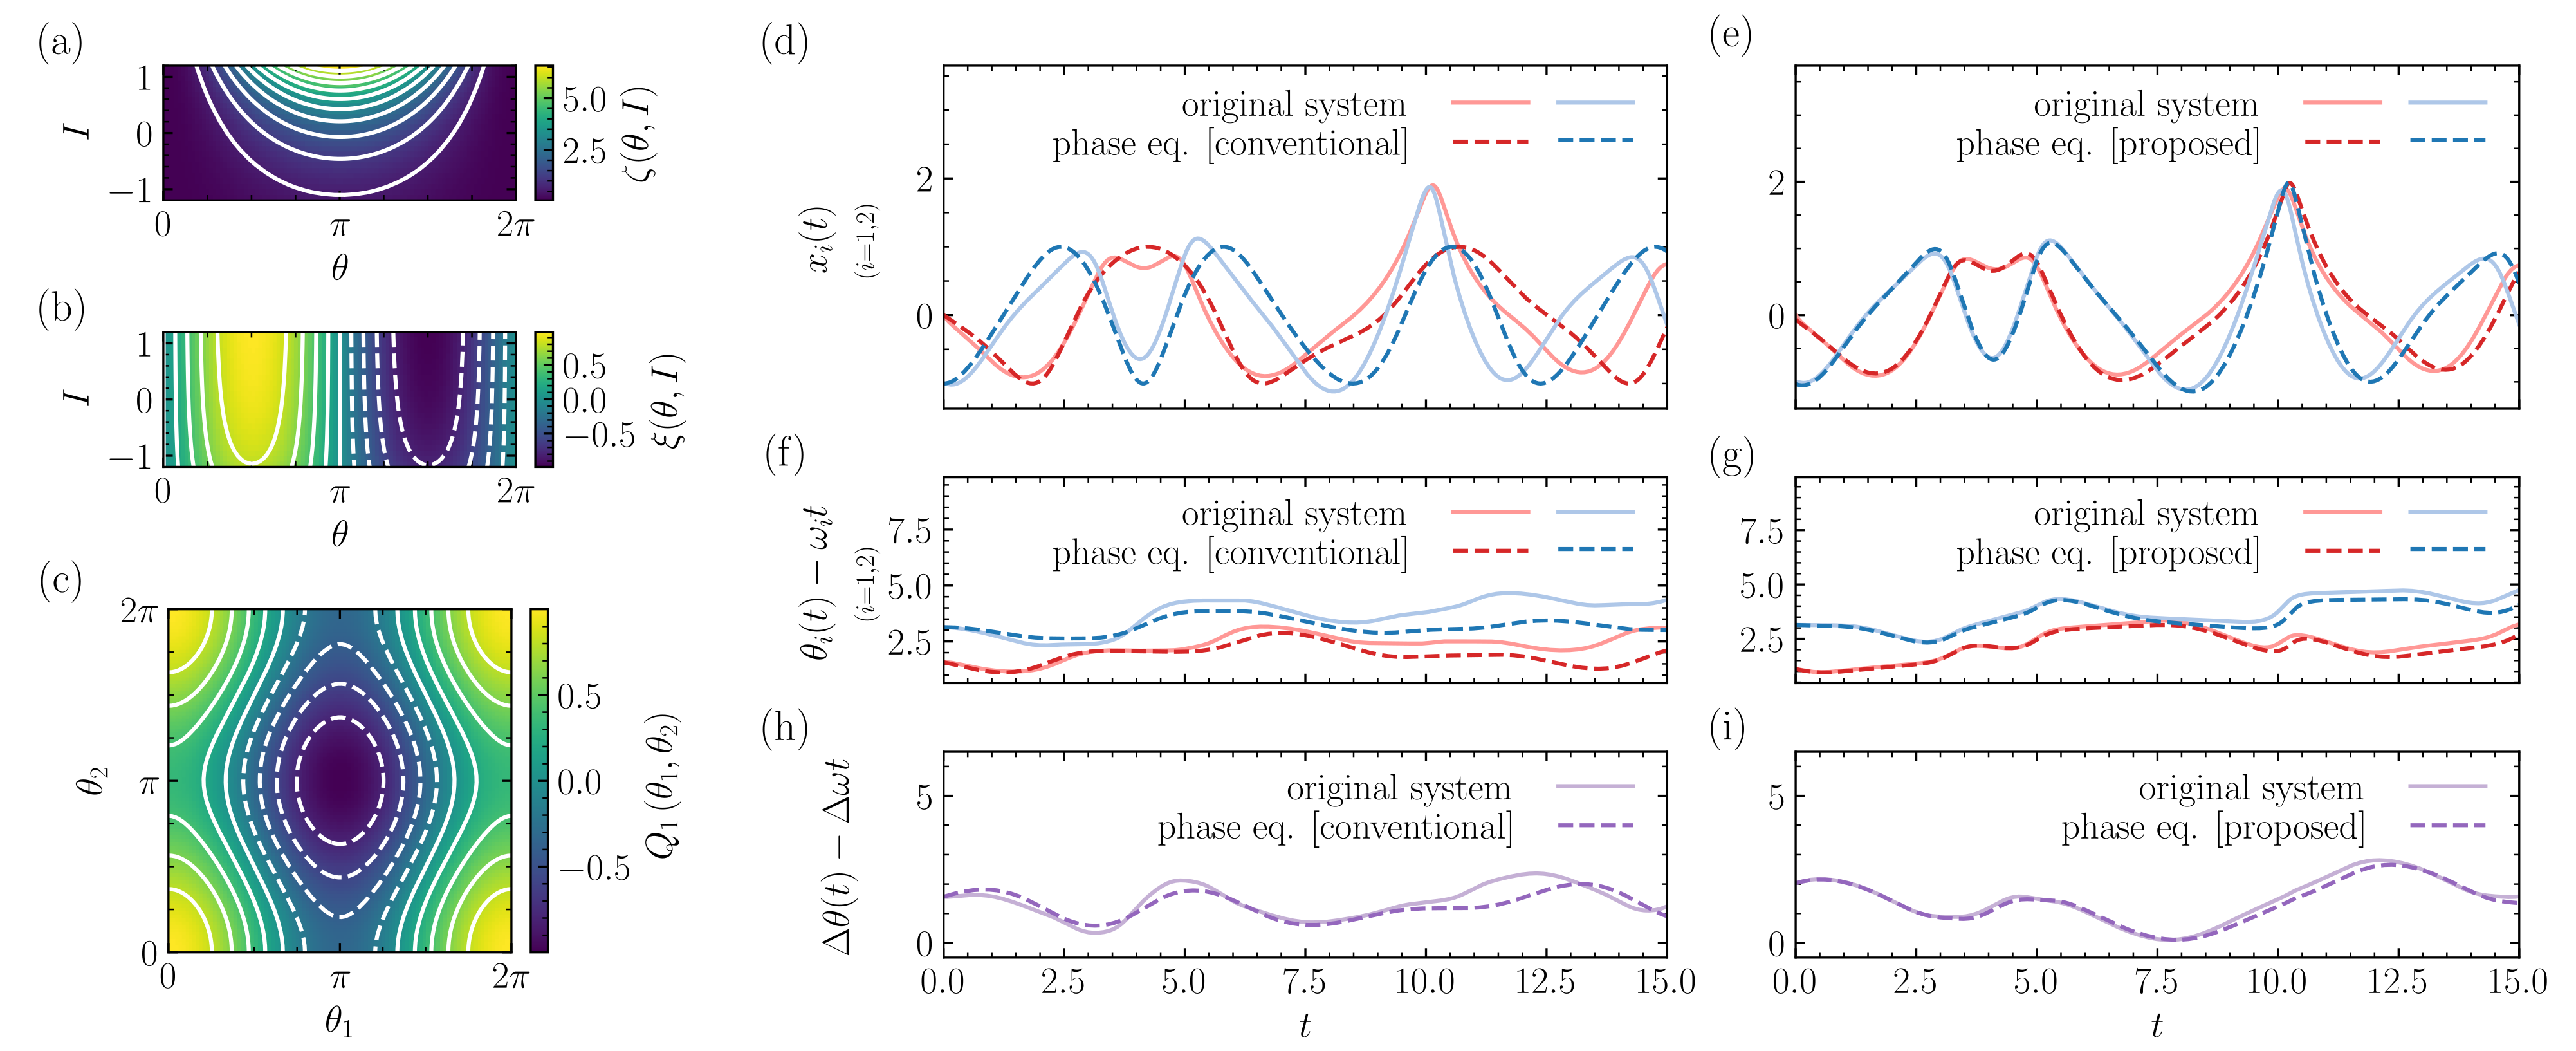 (a)
1
0
−1
I
0
π
2π
θ
5.0
2.5
ζ(θ, I)
(b)
1
0
−1
I
0
π
2π
θ
0.5
0.0
−0.5
ξ(θ, I)
(c)
2π
π
0
θ₂
0
π
2π
θ₁
0.5
0.0
−0.5
Q₁(θ₁, θ₂)
(d)
original system
phase eq. [conventional]
2
0
xᵢ(t)
(i=1,2)
(e)
original system
phase eq. [proposed]
2
0
(f)
original system
phase eq. [conventional]
7.5
5.0
2.5
θᵢ(t) − ωᵢt
(i=1,2)
(g)
original system
phase eq. [proposed]
7.5
5.0
2.5
(h)
original system
phase eq. [conventional]
5
0
Δθ(t) − Δωt
0.0
2.5
5.0
7.5
10.0
12.5
15.0
t
(i)
original system
phase eq. [proposed]
5
0
0.0
2.5
5.0
7.5
10.0
12.5
15.0
t